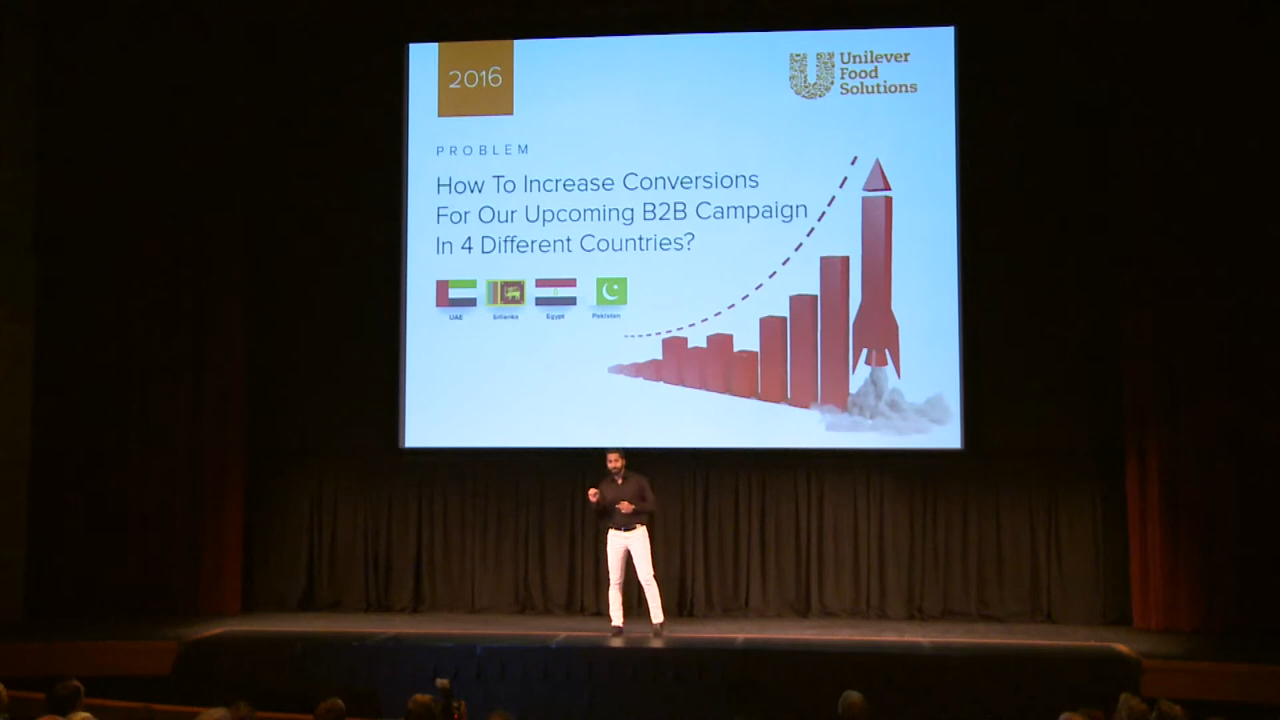 2016
Unilever
Food
Solutions
PROBLEM
How To Increase Conversions
For Our Upcoming B2B Campaign
In 4 Different Countries?
UAE
Srilanka
Egypt
Pakistan